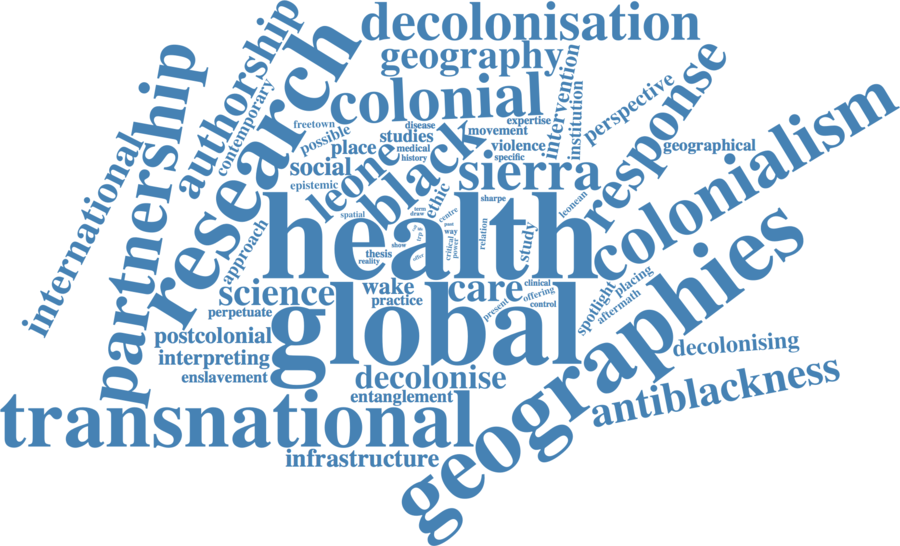 decolonisation
geography
colonial
authorship
contemporary
research
partnership
international
intervention
institution
perspective
response
geographical
colonialism
freetown
possible
disease
expertise
studies
movement
place
medical
history
violence
specific
social
epistemic
leone
black
sierra
ethic
sharpe
leonean
spatial
term
draw
centre
past
way
critical
power
relation
study
health
thesis
reality
show
offer
approach
science
wake
practice
care
clinical
offering
control
present
perpetuate
spotlight
placing
aftermath
global
postcolonial
interpreting
enslavement
decolonise
entanglement
geographies
decolonising
antiblackness
transnational
infrastructure